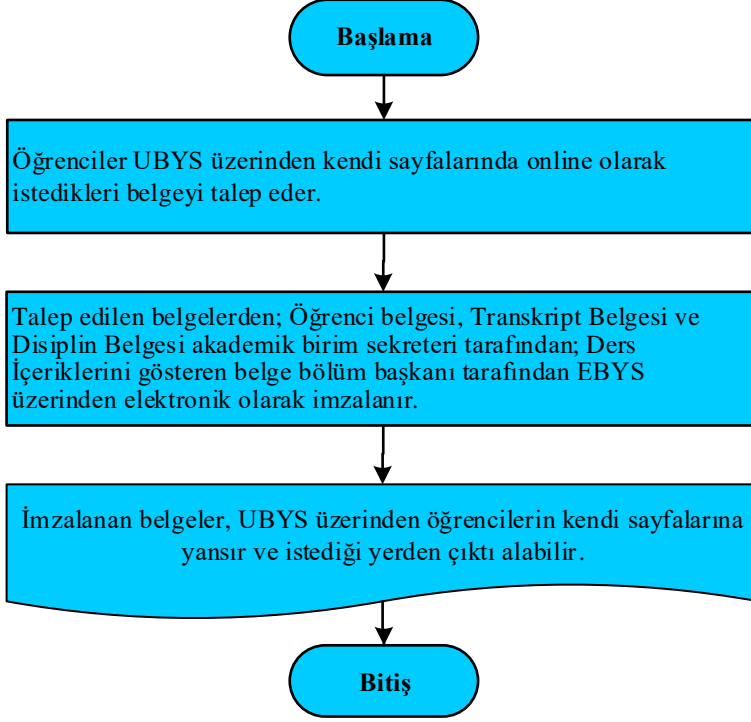 Başlama
Öğrenciler UBYS üzerinden kendi sayfalarında online olarak
istedikleri belgeyi talep eder.
Talep edilen belgelerden; Öğrenci belgesi, Transkript Belgesi ve
Disiplin Belgesi akademik birim sekreteri tarafından; Ders
İçeriklerini gösteren belge bölüm başkanı tarafından EBYS
üzerinden elektronik olarak imzalanır.
İmzalanan belgeler, UBYS üzerinden öğrencilerin kendi sayfalarına
yansır ve istediği yerden çıktı alabilir.
Bitiş